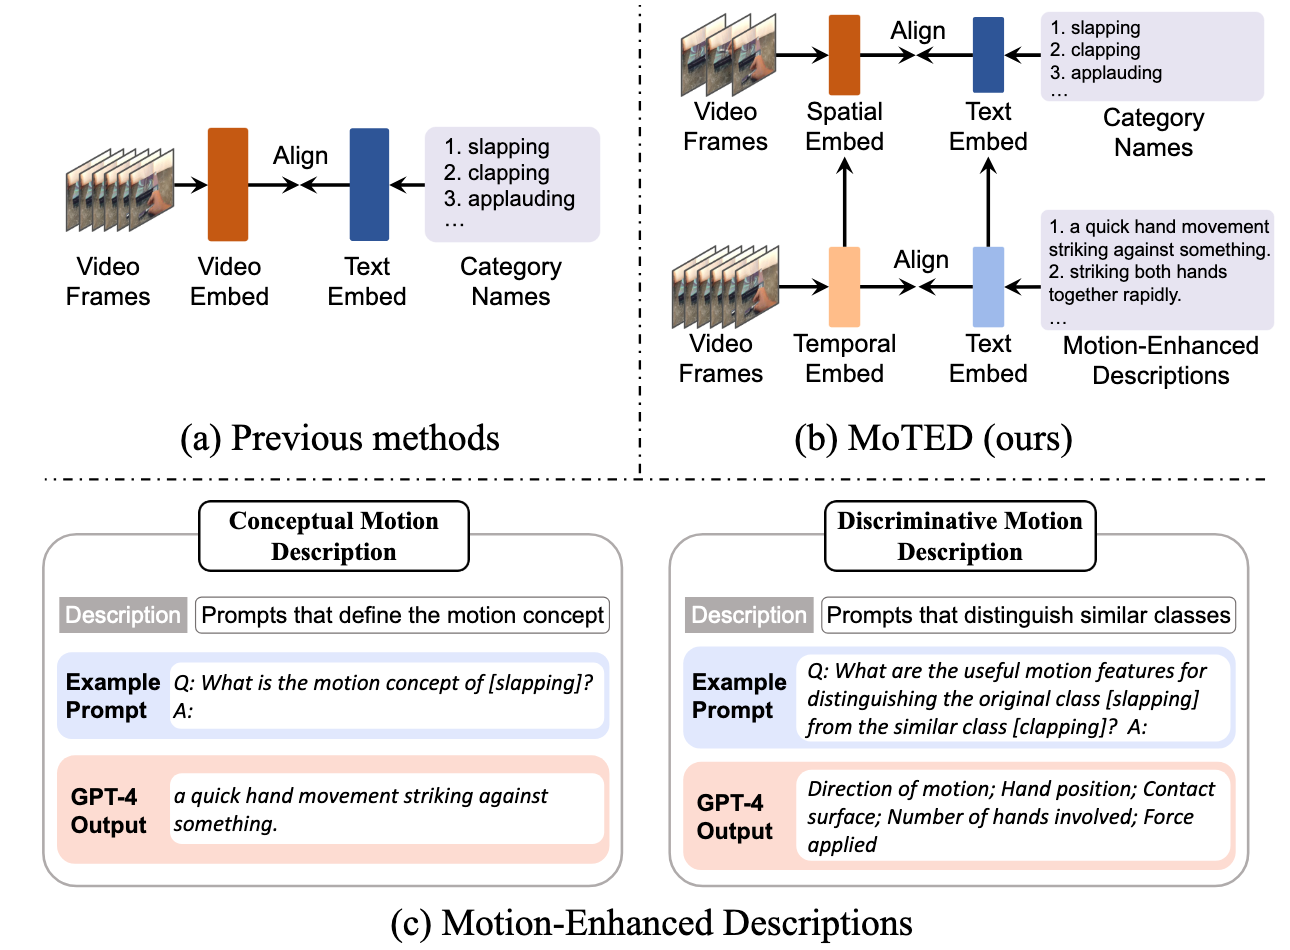 1. slapping
2. clapping
3. applauding
...
Align
Video
Frames
Video
Embed
Text
Embed
Category
Names
(a) Previous methods
1. slapping
2. clapping
3. applauding
...
Align
Video
Frames
Spatial
Embed
Text
Embed
Category
Names
1. a quick hand movement
striking against something.
2. striking both hands
together rapidly.
...
Align
Video
Frames
Temporal
Embed
Text
Embed
Motion-Enhanced
Descriptions
(b) MoTED (ours)
Conceptual Motion
Description
Description
Prompts that define the motion concept
Example
Prompt
Q: What is the motion concept of [slapping]?
A:
GPT-4
Output
a quick hand movement striking against
something.
Discriminative Motion
Description
Description
Prompts that distinguish similar classes
Example
Prompt
Q: What are the useful motion features for
distinguishing the original class [slapping]
from the similar class [clapping]? A:
GPT-4
Output
Direction of motion; Hand position; Contact
surface; Number of hands involved; Force
applied
(c) Motion-Enhanced Descriptions